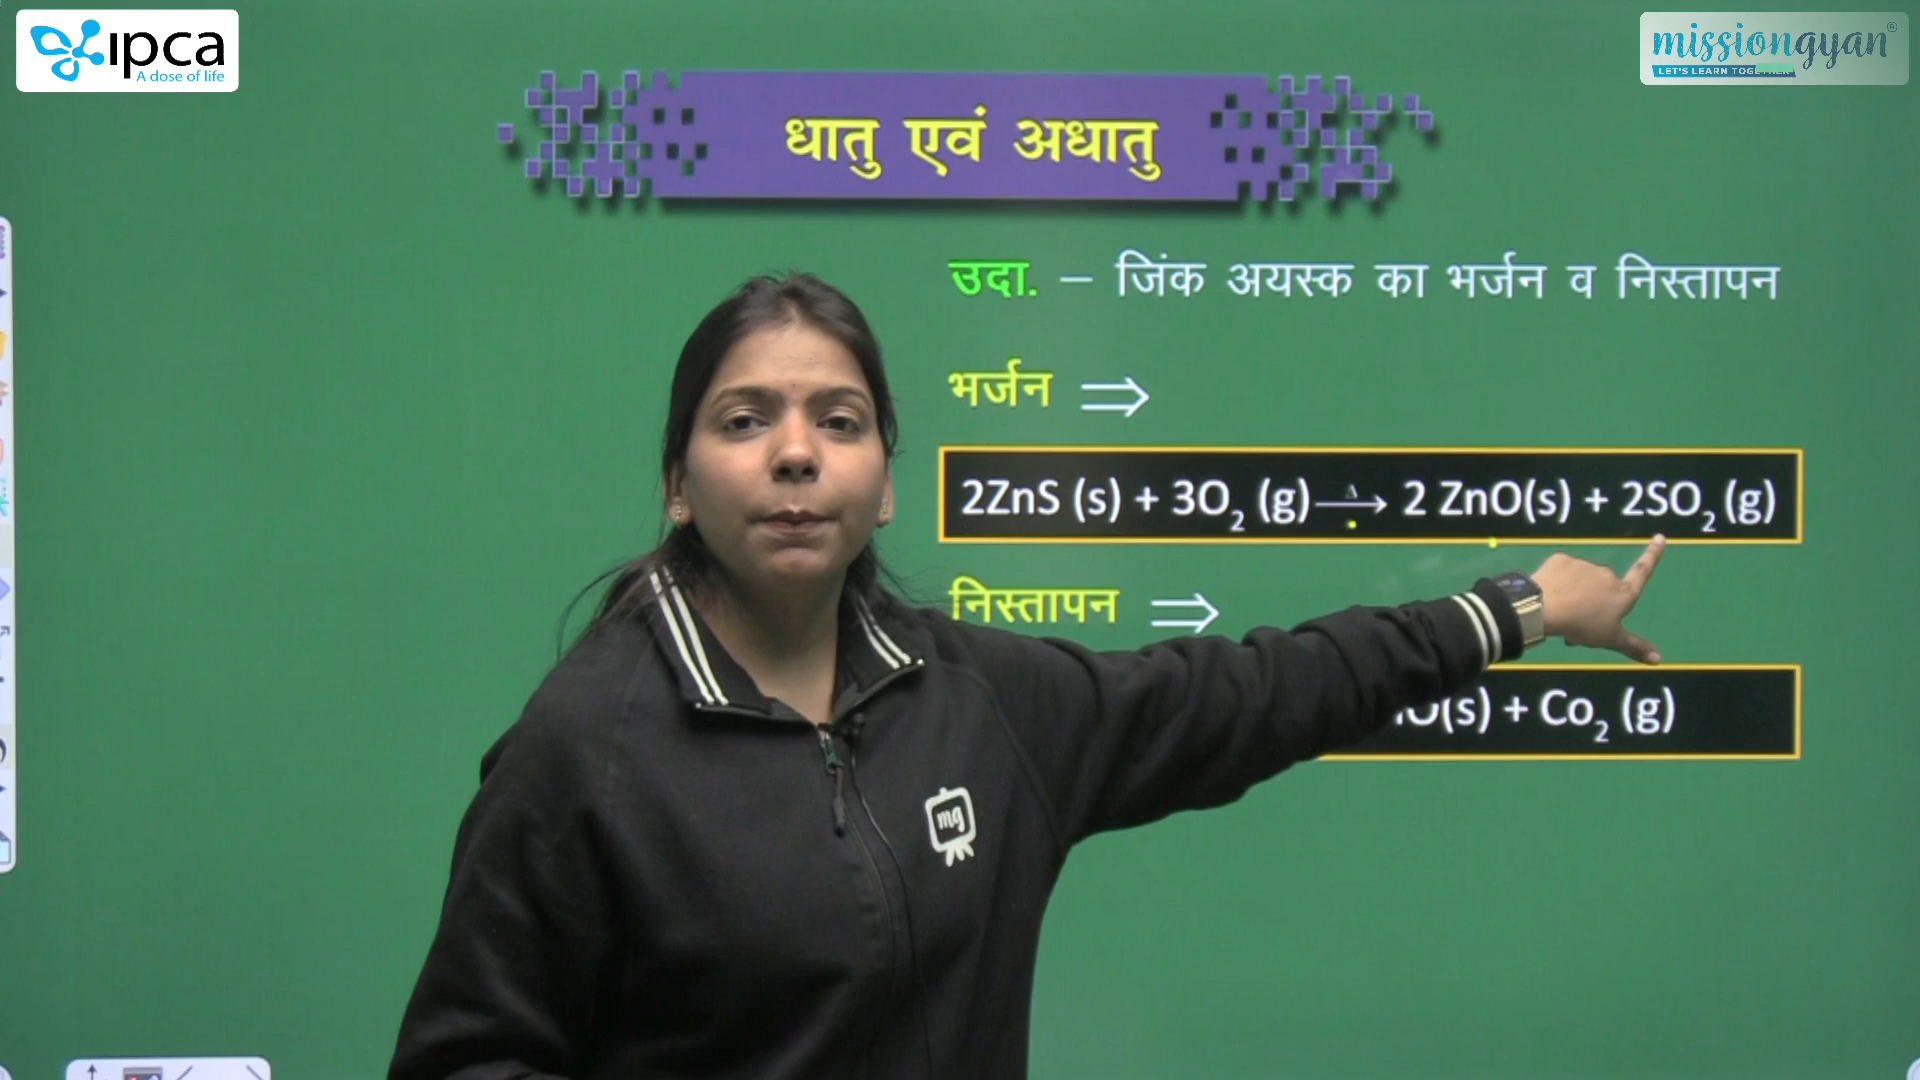 ipca
A dose of life
missiongyan®
LET'S LEARN TOGETHER
धातु एवं अधातु
उदा. – जिंक अयस्क का भर्जन व निस्तापन
भर्जन ⇒
2ZnS (s) + 3O₂ (g) —Δ→ 2 ZnO(s) + 2SO₂ (g)
निस्तापन ⇒
O(s) + Co₂ (g)
mg